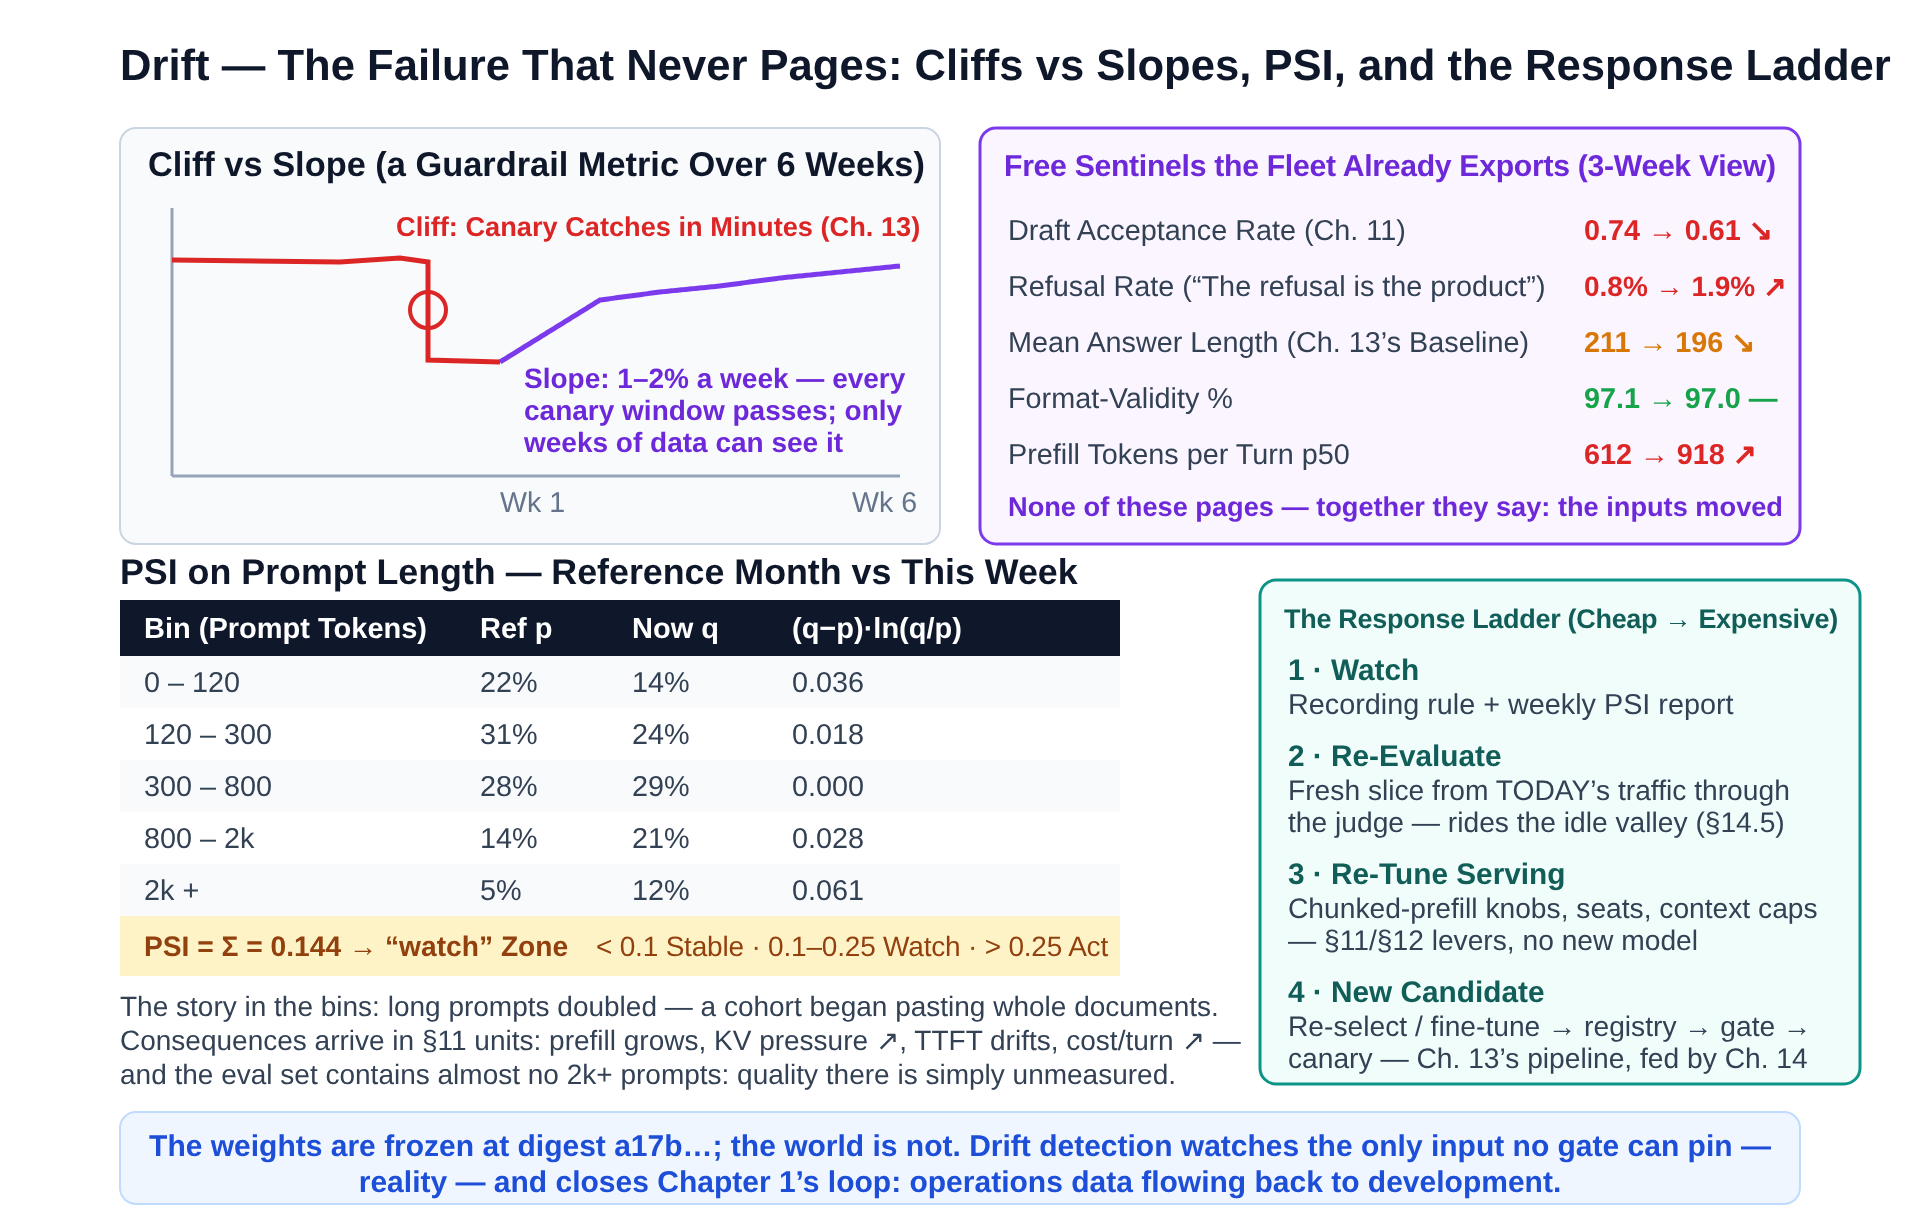 Drift — The Failure That Never Pages: Cliffs vs Slopes, PSI, and the Response Ladder
Cliff vs Slope (a Guardrail Metric Over 6 Weeks)
Cliff: Canary Catches in Minutes (Ch. 13)
Slope: 1–2% a week — every
canary window passes; only
weeks of data can see it
Wk 1 Wk 6
Free Sentinels the Fleet Already Exports (3-Week View)
Draft Acceptance Rate (Ch. 11) 0.74 → 0.61 ↘
Refusal Rate (“The refusal is the product”) 0.8% → 1.9% ↗
Mean Answer Length (Ch. 13’s Baseline) 211 → 196 ↘
Format-Validity % 97.1 → 97.0 —
Prefill Tokens per Turn p50 612 → 918 ↗
None of these pages — together they say: the inputs moved
PSI on Prompt Length — Reference Month vs This Week
Bin (Prompt Tokens) Ref p Now q (q−p)·ln(q/p)
0 – 120 22% 14% 0.036
120 – 300 31% 24% 0.018
300 – 800 28% 29% 0.000
800 – 2k 14% 21% 0.028
2k + 5% 12% 0.061
PSI = Σ = 0.144 → “watch” Zone < 0.1 Stable · 0.1–0.25 Watch · > 0.25 Act
The story in the bins: long prompts doubled — a cohort began pasting whole documents.
Consequences arrive in §11 units: prefill grows, KV pressure ↗, TTFT drifts, cost/turn ↗ —
and the eval set contains almost no 2k+ prompts: quality there is simply unmeasured.
The Response Ladder (Cheap → Expensive)
1 · Watch
Recording rule + weekly PSI report
2 · Re-Evaluate
Fresh slice from TODAY’s traffic through
the judge — rides the idle valley (§14.5)
3 · Re-Tune Serving
Chunked-prefill knobs, seats, context caps
— §11/§12 levers, no new model
4 · New Candidate
Re-select / fine-tune → registry → gate →
canary — Ch. 13’s pipeline, fed by Ch. 14
The weights are frozen at digest a17b…; the world is not. Drift detection watches the only input no gate can pin —
reality — and closes Chapter 1’s loop: operations data flowing back to development.